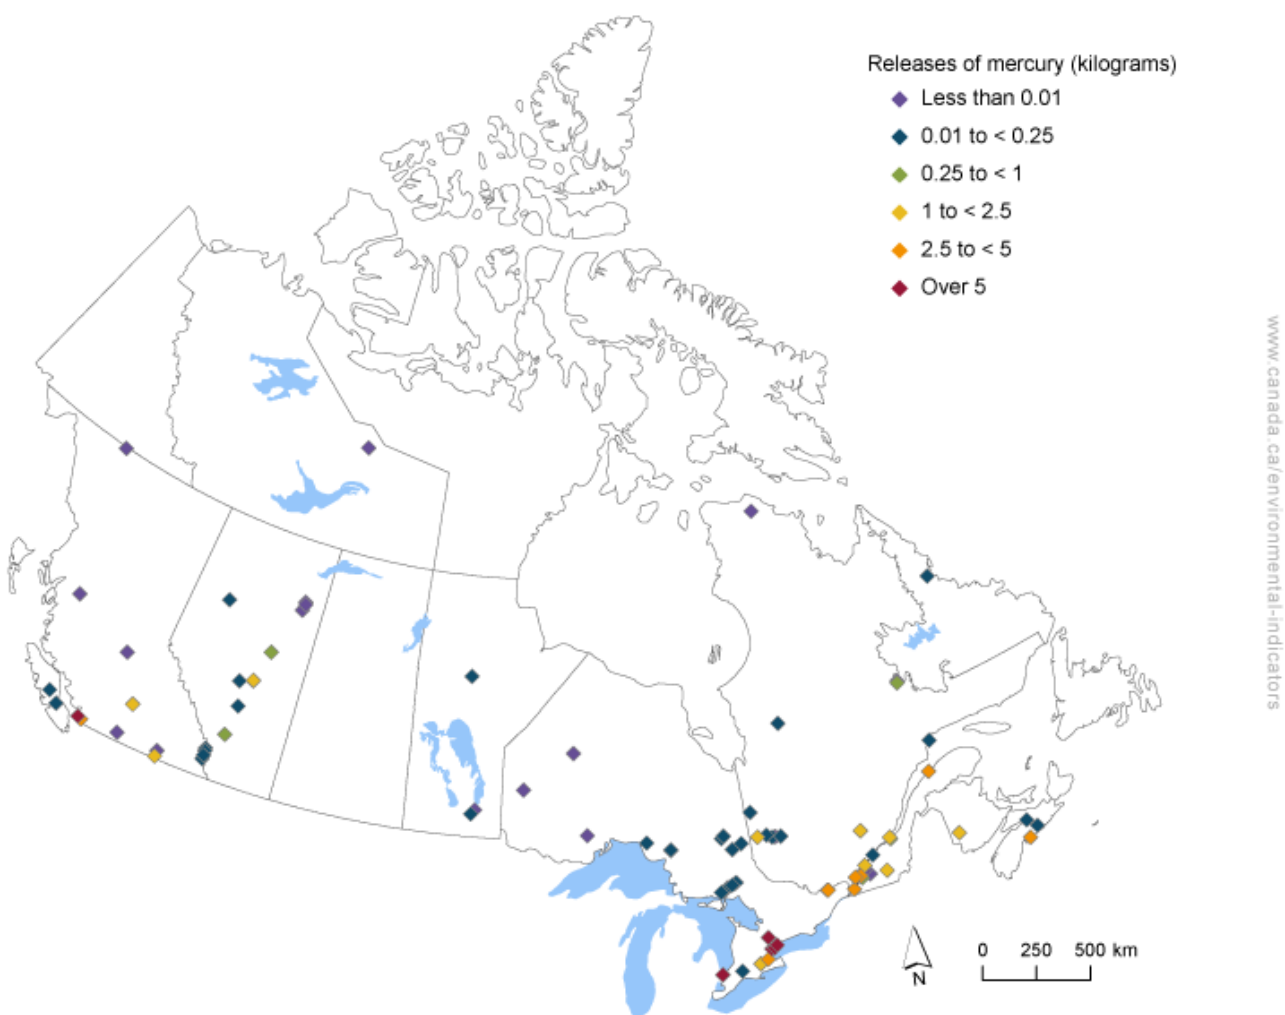 Releases of mercury (kilograms)
Less than 0.01
0.01 to < 0.25
0.25 to < 1
1 to < 2.5
2.5 to < 5
Over 5
www.canada.ca/environmental-indicators
0 250 500 km
N